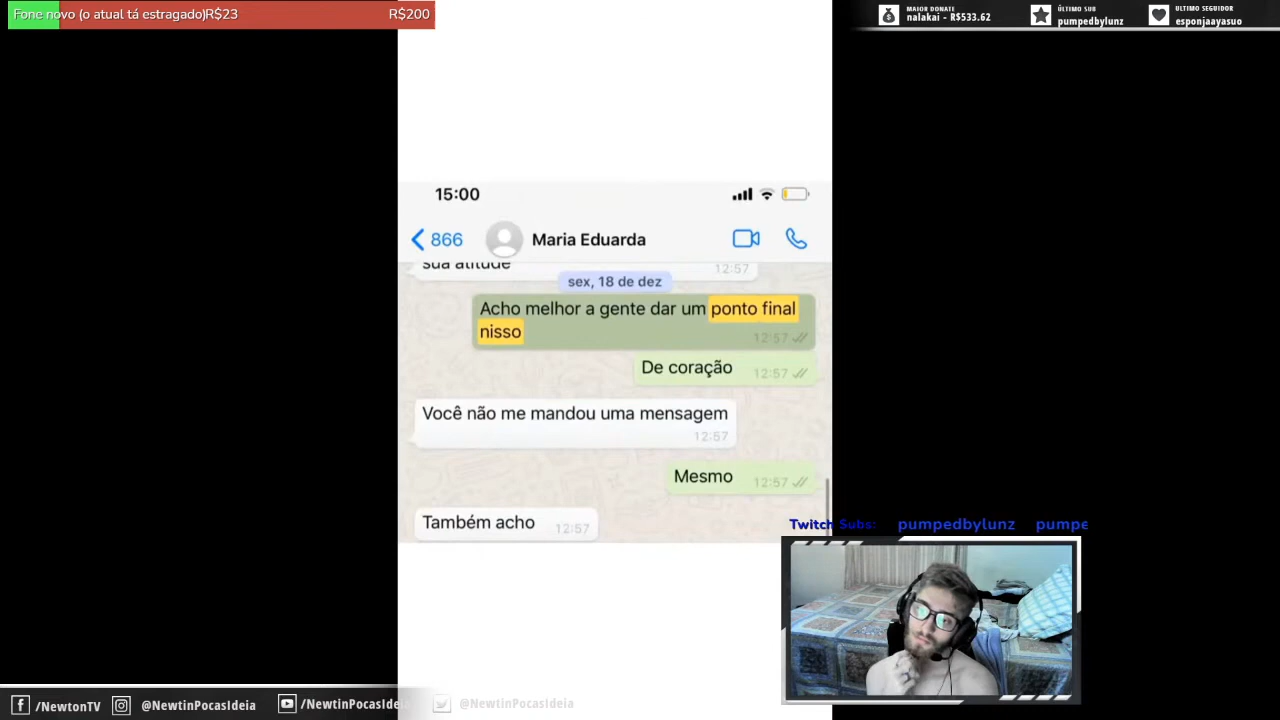 Fone novo (o atual tá estragado)R$23
R$200
MAIOR DONATE
nalakai - R$533.62
ÚLTIMO SUB
pumpedbylunz
ULTIMO SEGUIDOR
esponjaayasuo
15:00
866
Maria Eduarda
sua atitude
12:57
sex, 18 de dez
Acho melhor a gente dar um ponto final
nisso
12:57
De coração
12:57
Você não me mandou uma mensagem
12:57
Mesmo
12:57
Também acho
12:57
Twitch Subs: pumpedbylunz pumpe
/NewtonTV
@NewtinPocasIdeia
/NewtinPocasIdeia
@NewtinPocasIdeia